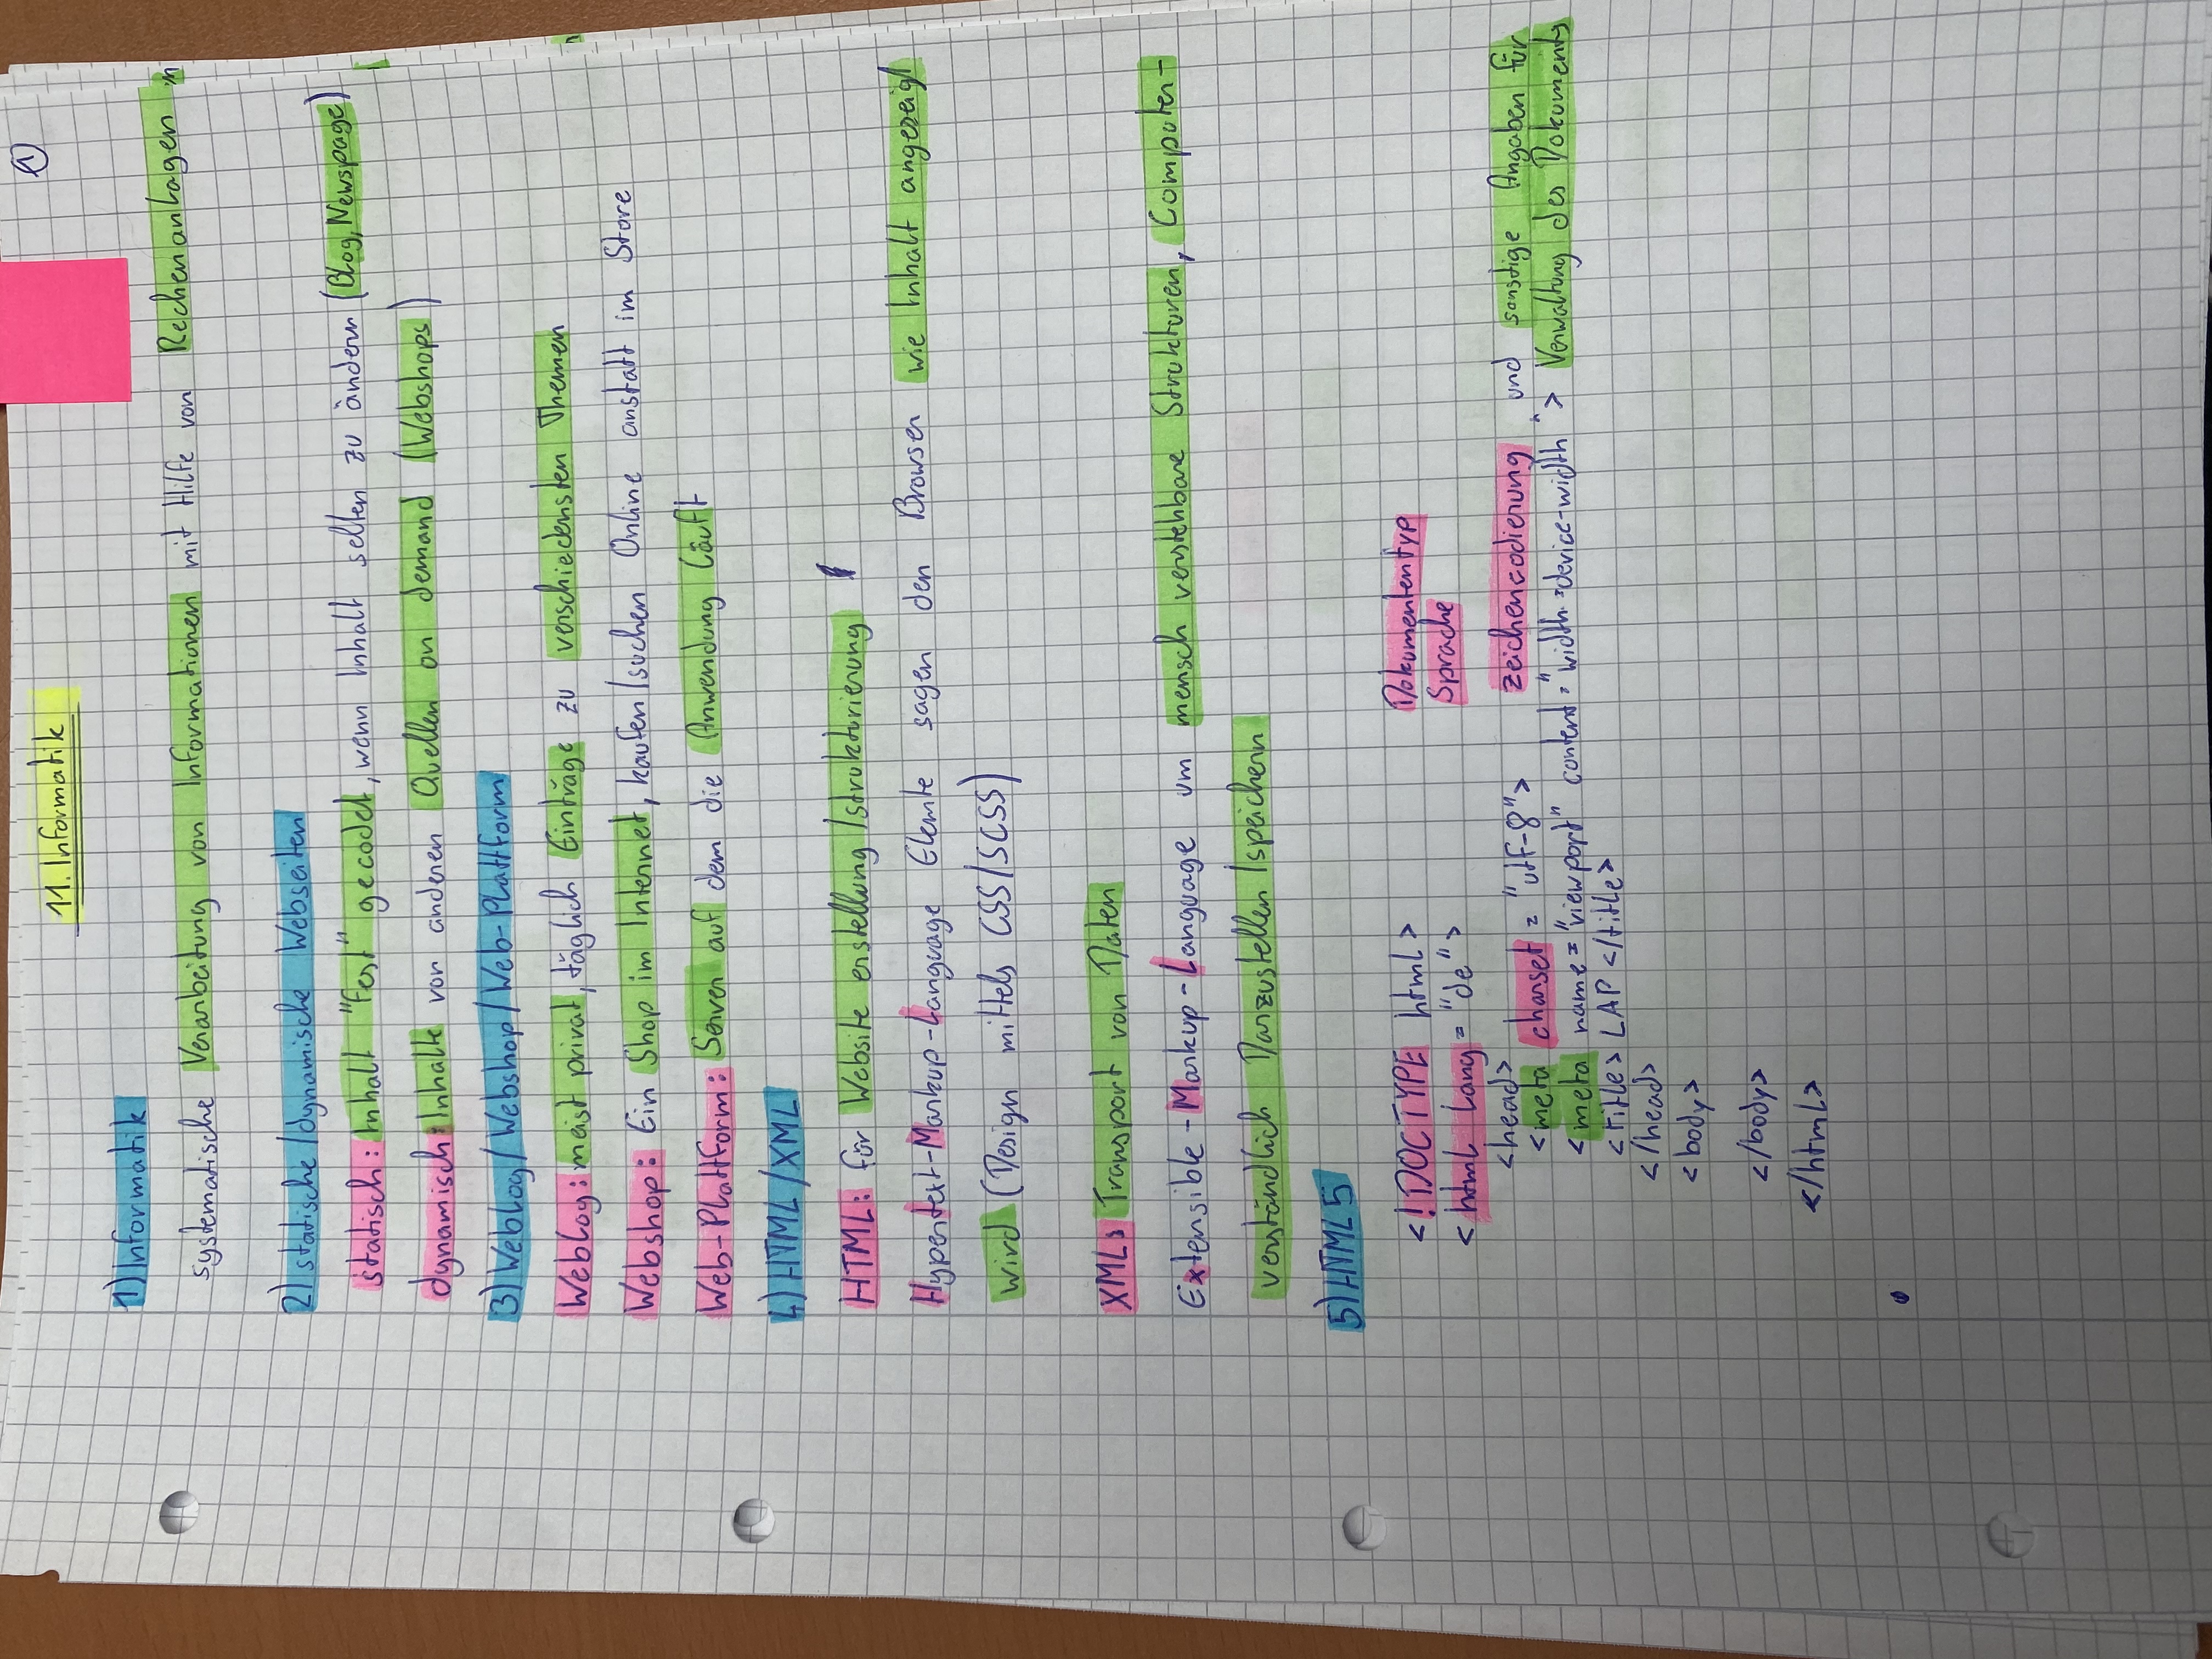 ①
11. Informatik
1) Informatik
systematische Verarbeitung von Informationen mit Hilfe von Rechenanlagen
2) statische/dynamische Webseiten
statisch: Inhalt "fest" gecodet, wenn Inhalt selten zu ändern (Blog, Newspage)
dynamisch: Inhalte von anderen Quellen on demand (Webshops)
3) Weblog/Webshop/Web-Plattform
Weblog: meist privat, täglich Einträge zu verschiedensten Themen
Webshop: Ein Shop im Internet, kaufen/suchen Online anstatt im Store
Web-Plattform: Server auf dem die Anwendung läuft
4) HTML/XML
HTML: für Website erstellung/strukturierung
Hypertext-Markup-Language Elemte sagen den Browser wie Inhalt angezeigt
wird (Design mittels CSS/SCSS)
XML: Transport von Daten
Extensible-Markup-Language um mensch verstehbare Strukturen, Computer-
verständlich Darzustellen/speichern
5) HTML5
<!DOCTYPE html> Dokumententyp
<html lang="de"> Sprache
<head>
<meta charset="utf-8"> zeichencodierung und sonstige Angaben für
<meta name="viewport" content="width=device-width"> Verwaltung des Dokuments
<title> LAP </title>
</head>
<body>
</body>
</html>